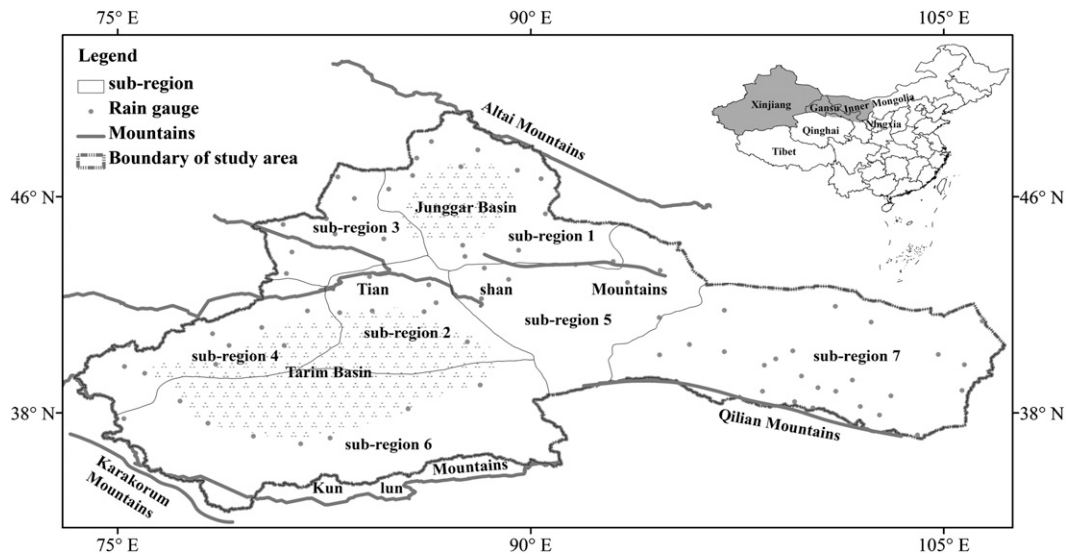 75° E
90° E
105° E
Legend
sub-region
Rain gauge
Mountains
Boundary of study area
Altai Mountains
Xinjiang
Gansu
Inner Mongolia
Ningxia
Qinghai
Tibet
46° N
46° N
Junggar Basin
sub-region 3
sub-region 1
Tian
shan
Mountains
sub-region 2
sub-region 5
sub-region 4
sub-region 7
Tarim Basin
38° N
38° N
Qilian Mountains
sub-region 6
Karakorum
Mountains
Kun
lun
Mountains
75° E
90° E
105° E